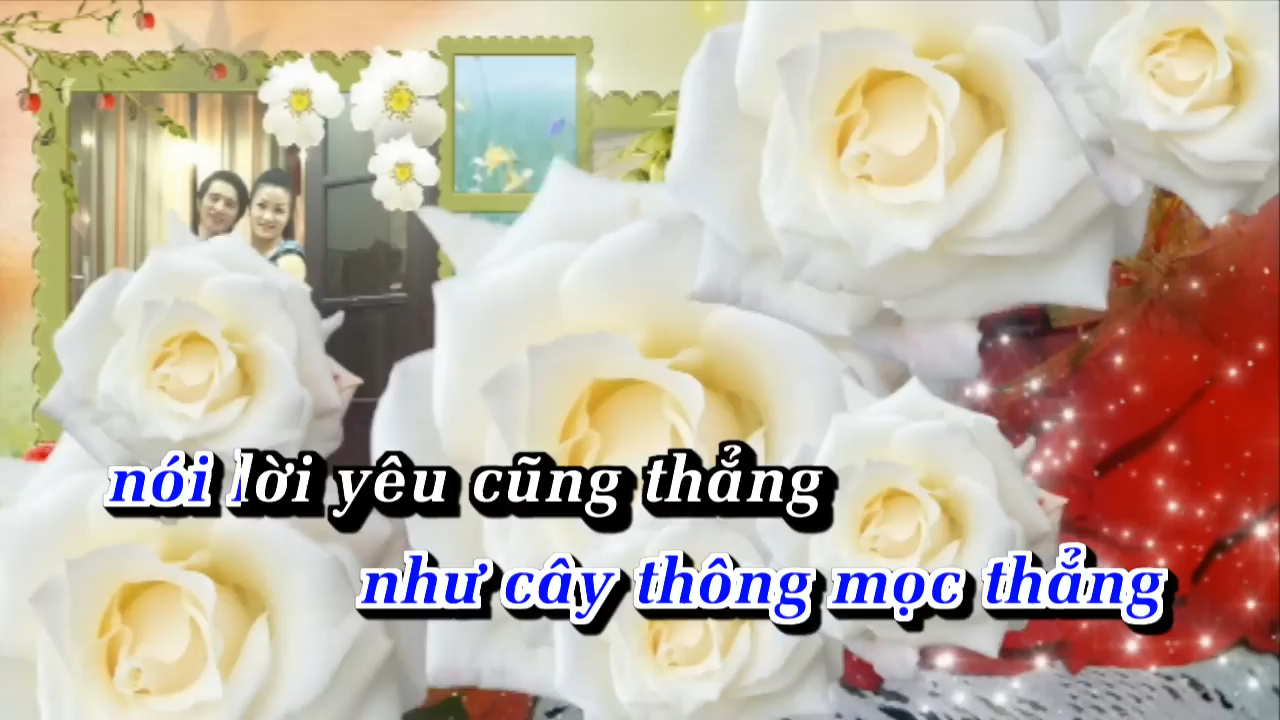 nói lời yêu cũng thẳng
như cây thông mọc thẳng